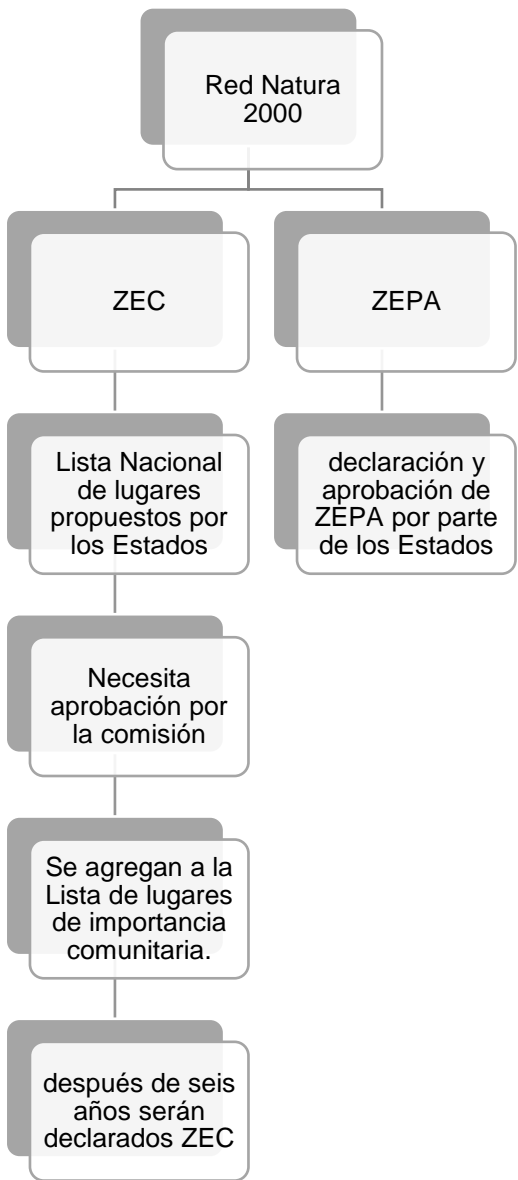 Red Natura
2000
ZEC
ZEPA
Lista Nacional
de lugares
propuestos por
los Estados
declaración y
aprobación de
ZEPA por parte
de los Estados
Necesita
aprobación por
la comisión
Se agregan a la
Lista de lugares
de importancia
comunitaria.
después de seis
años serán
declarados ZEC